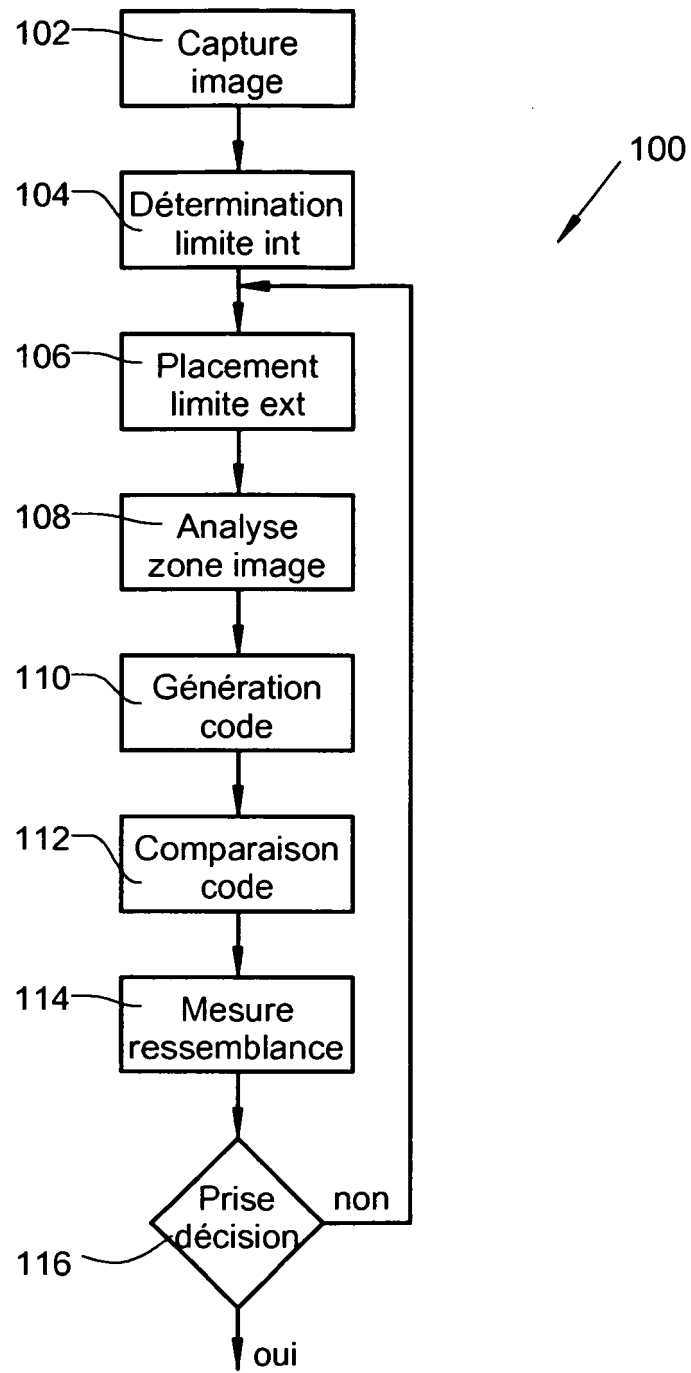 102
Capture
image
100
104
Détermination
limite int
106
Placement
limite ext
108
Analyse
zone image
110
Génération
code
112
Comparaison
code
114
Mesure
ressemblance
Prise
décision
non
116
oui